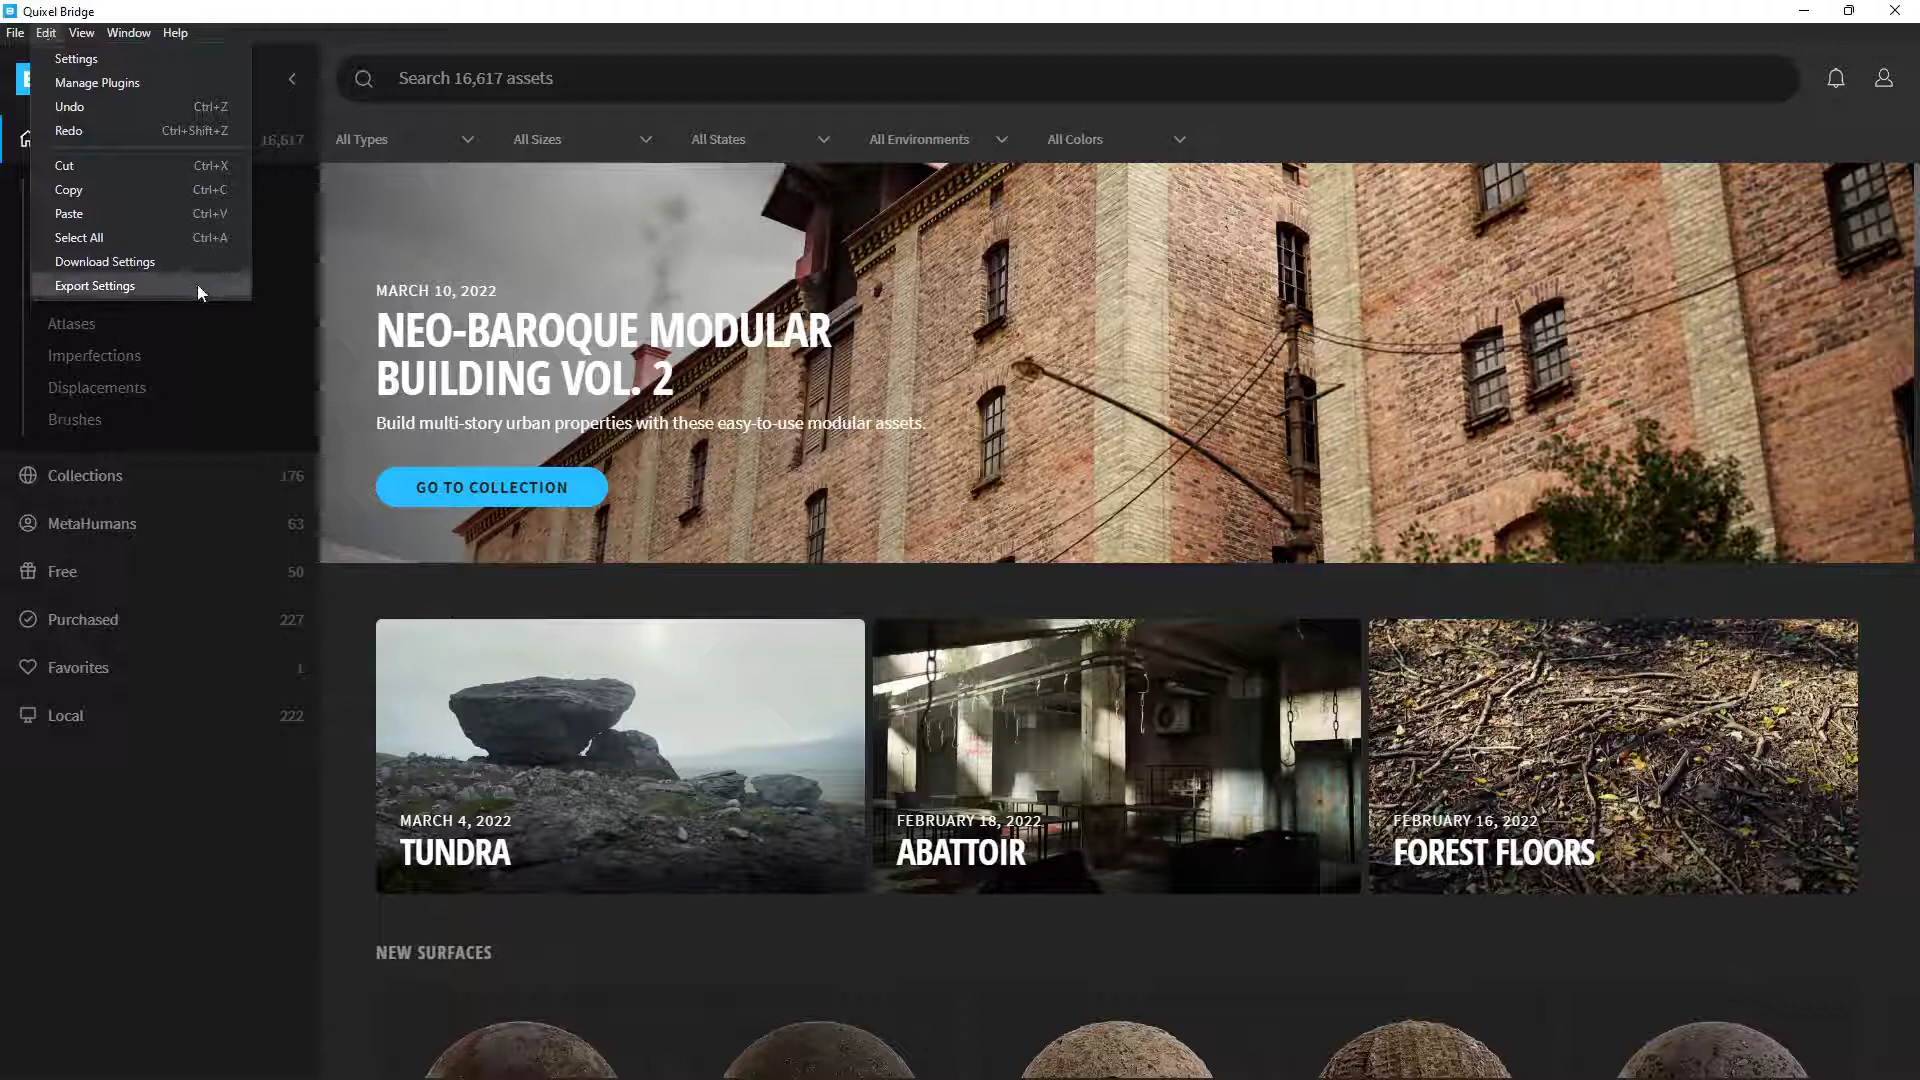 Quixel Bridge
File Edit View Window Help
Settings
Manage Plugins
Undo Ctrl+Z
Redo Ctrl+Shift+Z
Cut Ctrl+X
Copy Ctrl+C
Paste Ctrl+V
Select All Ctrl+A
Download Settings
Export Settings
Search 16,617 assets
16,617
All Types All Sizes All States All Environments All Colors
Atlases
Imperfections
Displacements
Brushes
Collections 176
MetaHumans 63
Free 50
Purchased 227
Favorites 1
Local 222
MARCH 10, 2022
NEO-BAROQUE MODULAR
BUILDING VOL. 2
Build multi-story urban properties with these easy-to-use modular assets.
GO TO COLLECTION
MARCH 4, 2022
TUNDRA
FEBRUARY 18, 2022
ABATTOIR
FEBRUARY 16, 2022
FOREST FLOORS
NEW SURFACES